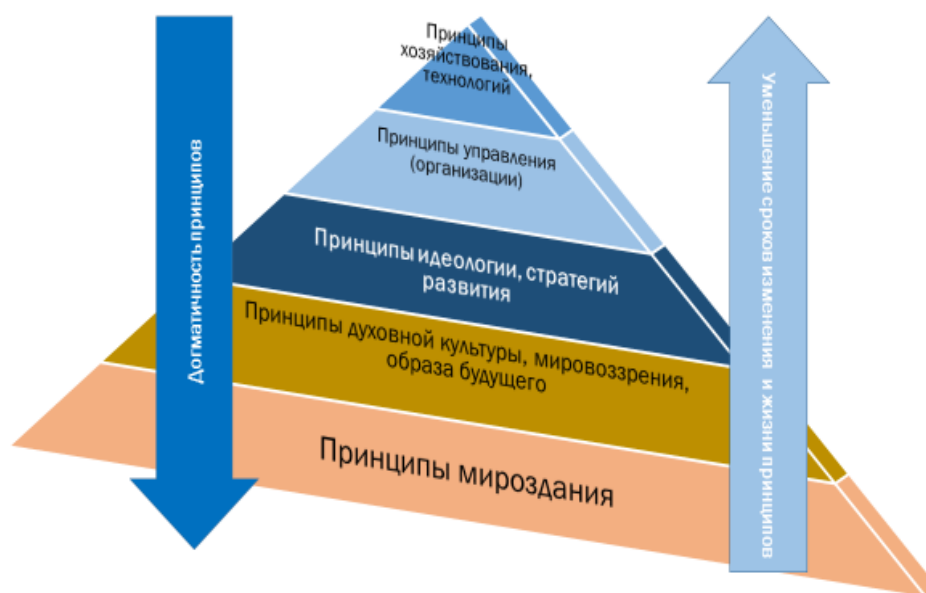 Принципы
хозяйствования,
технологий
Принципы управления
(организации)
Принципы идеологии, стратегий
развития
Принципы духовной культуры, мировоззрения,
образа будущего
Принципы мироздания
Догматичность принципов
Уменьшение сроков изменения и жизни принципов